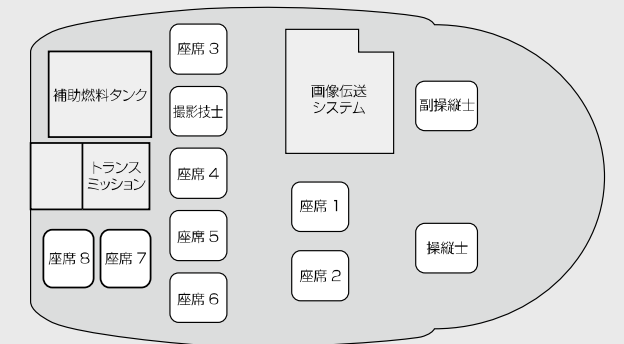 座席３
補助燃料タンク
撮影技士
画像伝送
システム
副操縦士
トランス
ミッション
座席４
座席１
座席５
座席８
座席７
座席２
操縦士
座席６